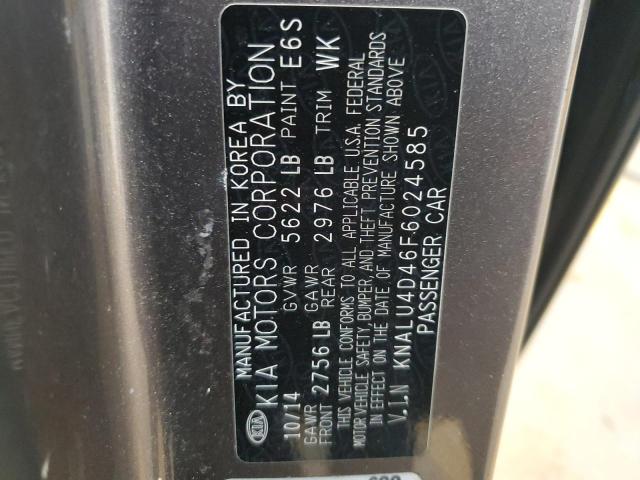 MANUFACTURED IN KOREA BY
KIA KIA MOTORS CORPORATION
10/14 GVWR 5622 LB PAINT E6S
GAWR FRONT 2756 LB GAWR REAR 2976 LB TRIM WK
THIS VEHICLE CONFORMS TO ALL APPLICABLE U.S.A. FEDERAL
MOTOR VEHICLE SAFETY, BUMPER, AND THEFT PREVENTION STANDARDS
IN EFFECT ON THE DATE OF MANUFACTURE SHOWN ABOVE
V.I.N KNALU4D46F6024585
PASSENGER CAR